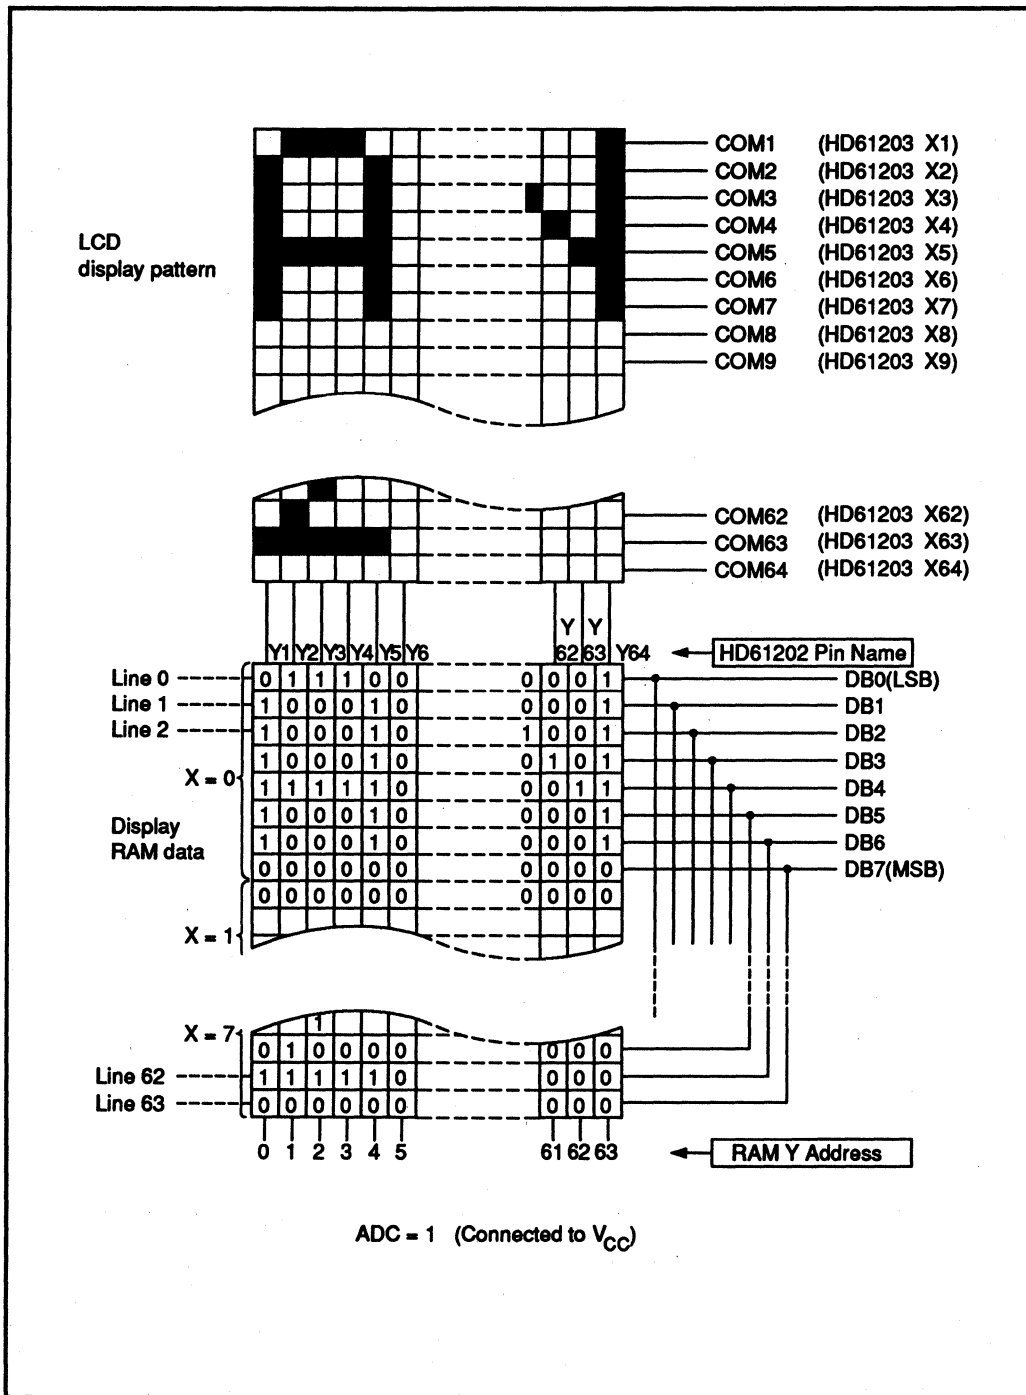 COM1 (HD61203 X1)
COM2 (HD61203 X2)
COM3 (HD61203 X3)
COM4 (HD61203 X4)
LCD
display pattern
COM5 (HD61203 X5)
COM6 (HD61203 X6)
COM7 (HD61203 X7)
COM8 (HD61203 X8)
COM9 (HD61203 X9)
COM62 (HD61203 X62)
COM63 (HD61203 X63)
COM64 (HD61203 X64)
Y Y
Y1 Y2 Y3 Y4 Y5 Y6 62 63 Y64 HD61202 Pin Name
Line 0 0 1 1 1 0 0 0 0 0 1 DB0(LSB)
Line 1 1 0 0 0 1 0 0 0 0 1 DB1
Line 2 1 0 0 0 1 0 1 0 0 1 DB2
1 0 0 0 1 0 0 1 0 1 DB3
X = 0
1 1 1 1 1 0 0 0 1 1 DB4
1 0 0 0 1 0 0 0 0 1 DB5
Display
RAM data
1 0 0 0 1 0 0 0 0 1 DB6
0 0 0 0 0 0 0 0 0 0 DB7(MSB)
0 0 0 0 0 0 0 0 0 0
X = 1
X = 7 1
0 1 0 0 0 0 0 0 0
Line 62 1 1 1 1 1 0 0 0 0
Line 63 0 0 0 0 0 0 0 0 0
0 1 2 3 4 5 61 62 63 RAM Y Address
ADC = 1 (Connected to VCC)